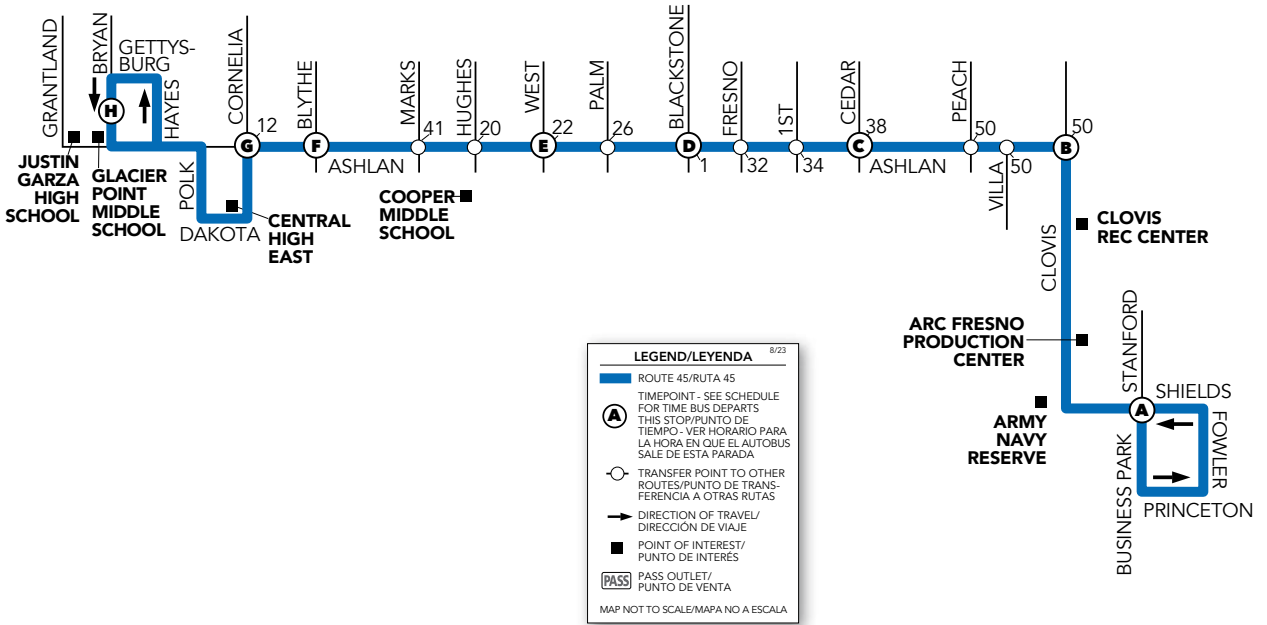 GRANTLAND
BRYAN
GETTYS-
BURG
HAYES
CORNELIA
BLYTHE
MARKS
HUGHES
WEST
PALM
BLACKSTONE
FRESNO
1ST
CEDAR
PEACH
H
G
12
F
41
20
E
22
26
D
1
32
34
C
38
50
50
B
50
ASHLAN
ASHLAN
VILLA
JUSTIN
GARZA
HIGH
SCHOOL
GLACIER
POINT
MIDDLE
SCHOOL
POLK
DAKOTA
CENTRAL
HIGH
EAST
COOPER
MIDDLE
SCHOOL
CLOVIS
CLOVIS
REC CENTER
ARC FRESNO
PRODUCTION
CENTER
STANFORD
A
SHIELDS
FOWLER
ARMY
NAVY
RESERVE
BUSINESS PARK
PRINCETON
LEGEND/LEYENDA
8/23
ROUTE 45/RUTA 45
A
TIMEPOINT - SEE SCHEDULE
FOR TIME BUS DEPARTS
THIS STOP/PUNTO DE
TIEMPO - VER HORARIO PARA
LA HORA EN QUE EL AUTOBUS
SALE DE ESTA PARADA
TRANSFER POINT TO OTHER
ROUTES/PUNTO DE TRANS-
FERENCIA A OTRAS RUTAS
DIRECTION OF TRAVEL/
DIRECCIÓN DE VIAJE
POINT OF INTEREST/
PUNTO DE INTERÉS
PASS
PASS OUTLET/
PUNTO DE VENTA
MAP NOT TO SCALE/MAPA NO A ESCALA